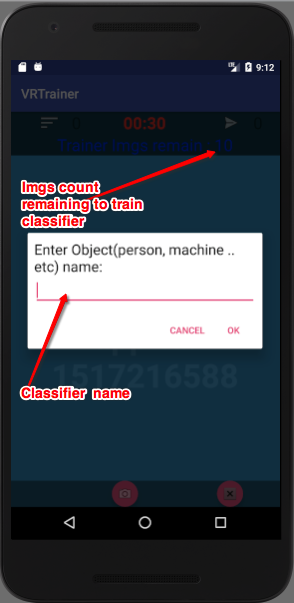 9:12
VRTrainer
0 00:30 0
Imgs count
remaining to train
classifier
Enter Object(person, machine ..
etc) name:
CANCEL OK
1517216588
Classifier name